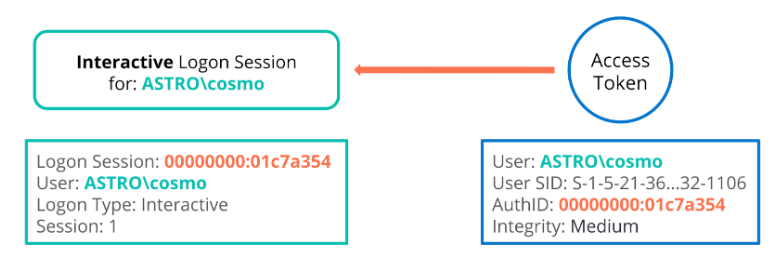 Interactive Logon Session
for: ASTRO\cosmo
Access
Token
Logon Session: 00000000:01c7a354
User: ASTRO\cosmo
Logon Type: Interactive
Session: 1
User: ASTRO\cosmo
User SID: S-1-5-21-36...32-1106
AuthID: 00000000:01c7a354
Integrity: Medium